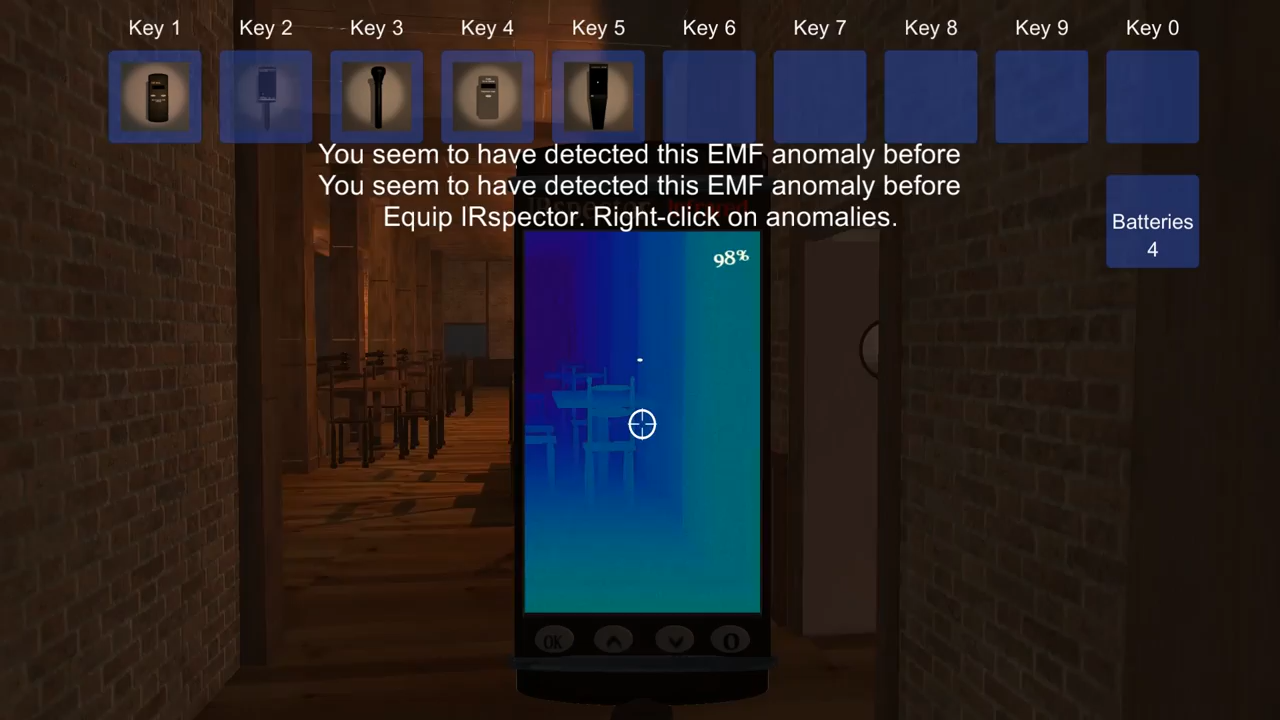 Key 1 Key 2 Key 3 Key 4 Key 5 Key 6 Key 7 Key 8 Key 9 Key 0
You seem to have detected this EMF anomaly before
You seem to have detected this EMF anomaly before
Equip IRspector. Right-click on anomalies.
IRspector Infrared
Batteries
4
98%
OK